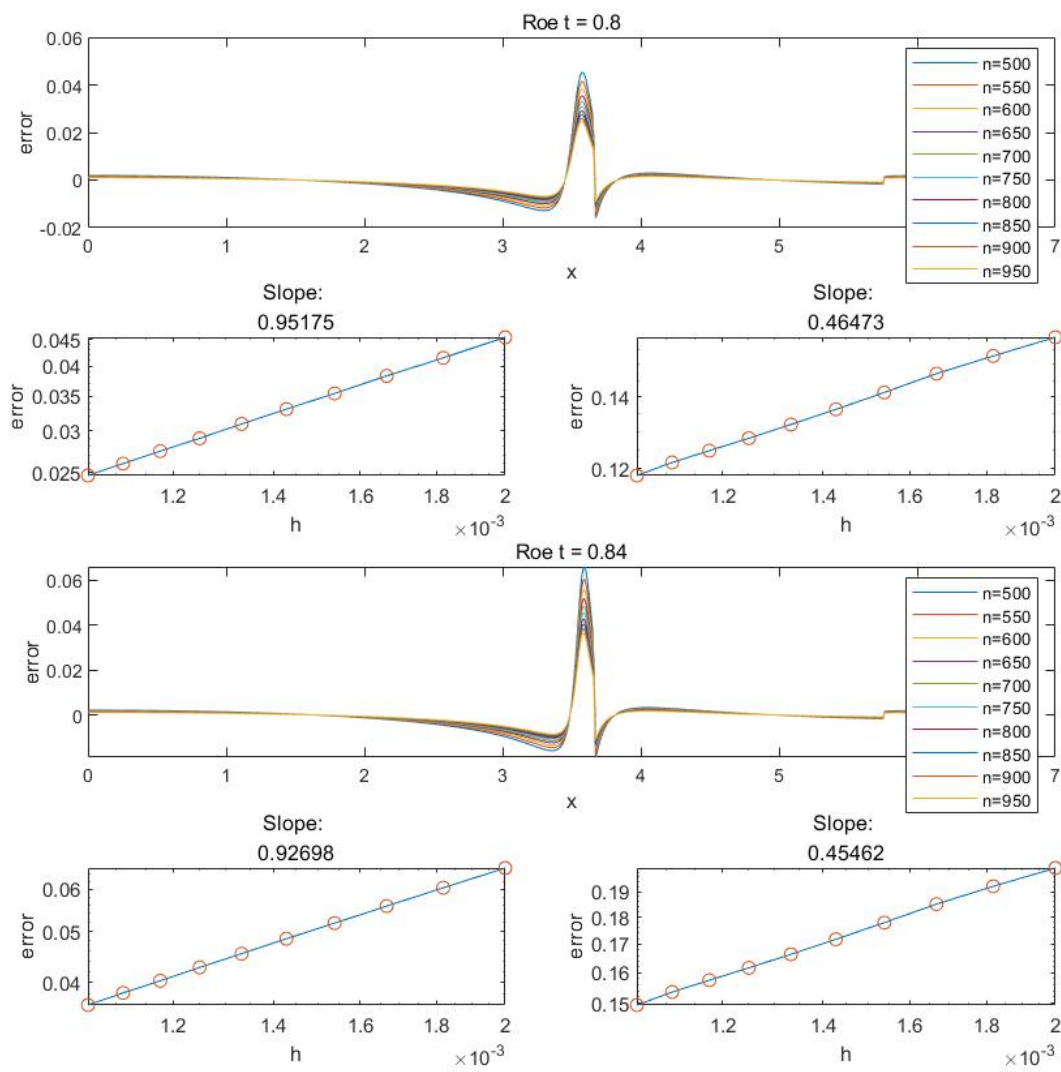 Roe t = 0.8
0.06
0.04
0.02
0
-0.02
error
0 1 2 3 4 5 7
x
n=500
n=550
n=600
n=650
n=700
n=750
n=800
n=850
n=900
n=950
Slope:
0.95175
0.045
0.04
0.035
0.03
0.025
error
1.2 1.4 1.6 1.8 2
h
×10⁻³
Slope:
0.46473
0.14
0.12
error
1.2 1.4 1.6 1.8 2
h
×10⁻³
Roe t = 0.84
0.06
0.04
0.02
0
error
0 1 2 3 4 5 7
x
n=500
n=550
n=600
n=650
n=700
n=750
n=800
n=850
n=900
n=950
Slope:
0.92698
0.06
0.05
0.04
error
1.2 1.4 1.6 1.8 2
h
×10⁻³
Slope:
0.45462
0.19
0.18
0.17
0.16
0.15
error
1.2 1.4 1.6 1.8 2
h
×10⁻³